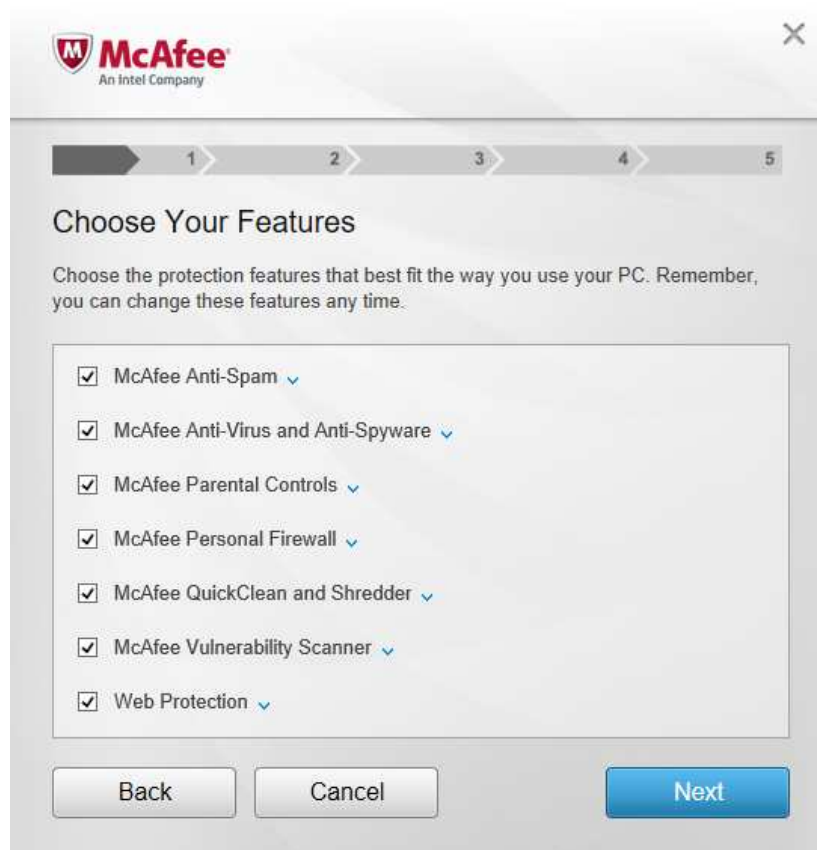 McAfee®
An Intel Company
1 2 3 4 5
Choose Your Features
Choose the protection features that best fit the way you use your PC. Remember,
you can change these features any time.
McAfee Anti-Spam
McAfee Anti-Virus and Anti-Spyware
McAfee Parental Controls
McAfee Personal Firewall
McAfee QuickClean and Shredder
McAfee Vulnerability Scanner
Web Protection
Back Cancel Next